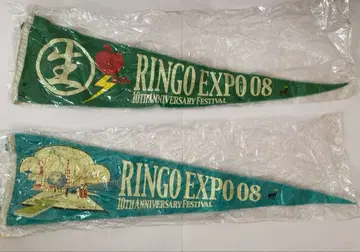 生
RINGO EXPO 08
10TH ANNIVERSARY FESTIVAL
RINGO EXPO 08
10TH ANNIVERSARY FESTIVAL